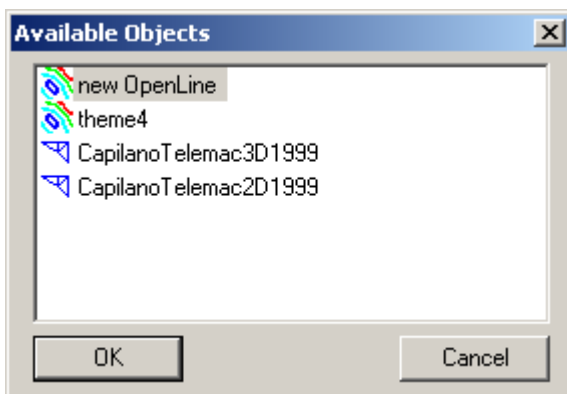 Available Objects
new OpenLine
theme4
CapilanoTelemac3D1999
CapilanoTelemac2D1999
OK
Cancel